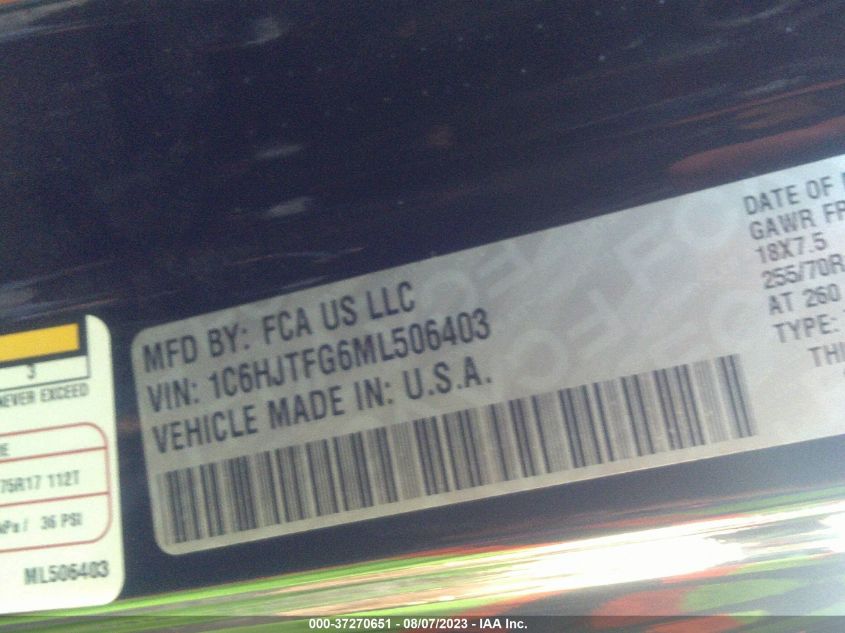 MFD BY: FCA US LLC
VIN: 1C6HJTFG6ML506403
VEHICLE MADE IN: U.S.A.
DATE OF
GAWR FR
18X7.5
255/70R
AT 260
TYPE:
THI
3
NEVER EXCEED
75R17 112T
kPa / 36 PSI
ML506403
000-37270651 - 08/07/2023 - IAA Inc.